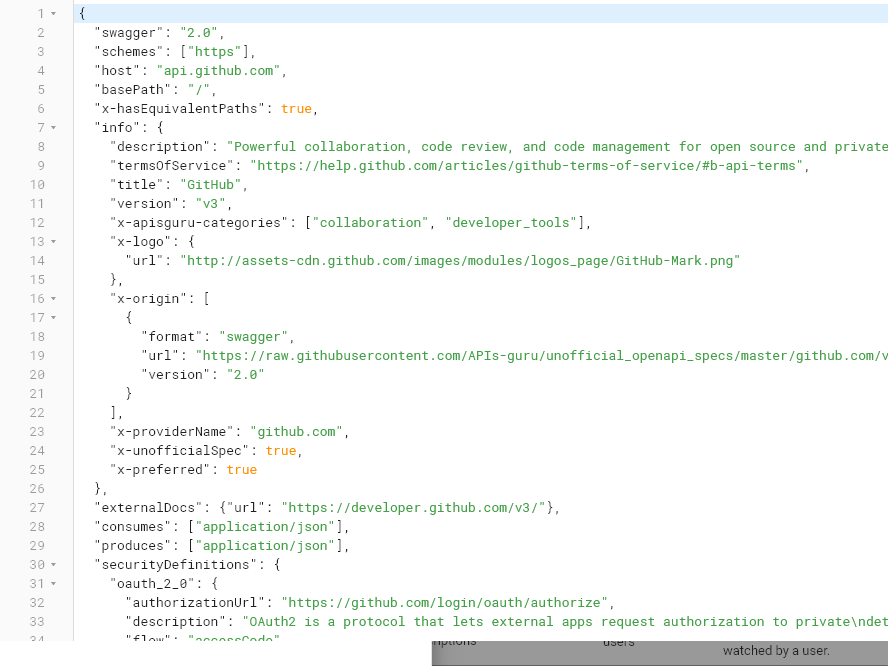 1 {
2 "swagger": "2.0",
3 "schemes": ["https"],
4 "host": "api.github.com",
5 "basePath": "/",
6 "x-hasEquivalentPaths": true,
7 "info": {
8 "description": "Powerful collaboration, code review, and code management for open source and private
9 "termsOfService": "https://help.github.com/articles/github-terms-of-service/#b-api-terms",
10 "title": "GitHub",
11 "version": "v3",
12 "x-apisguru-categories": ["collaboration", "developer_tools"],
13 "x-logo": {
14 "url": "http://assets-cdn.github.com/images/modules/logos_page/GitHub-Mark.png"
15 },
16 "x-origin": [
17 {
18 "format": "swagger",
19 "url": "https://raw.githubusercontent.com/APIs-guru/unofficial_openapi_specs/master/github.com/v
20 "version": "2.0"
21 }
22 ],
23 "x-providerName": "github.com",
24 "x-unofficialSpec": true,
25 "x-preferred": true
26 },
27 "externalDocs": {"url": "https://developer.github.com/v3/"},
28 "consumes": ["application/json"],
29 "produces": ["application/json"],
30 "securityDefinitions": {
31 "oauth_2_0": {
32 "authorizationUrl": "https://github.com/login/oauth/authorize",
33 "description": "OAuth2 is a protocol that lets external apps request authorization to private\ndet
34 "flow": "accessCode"
users
watched by a user.